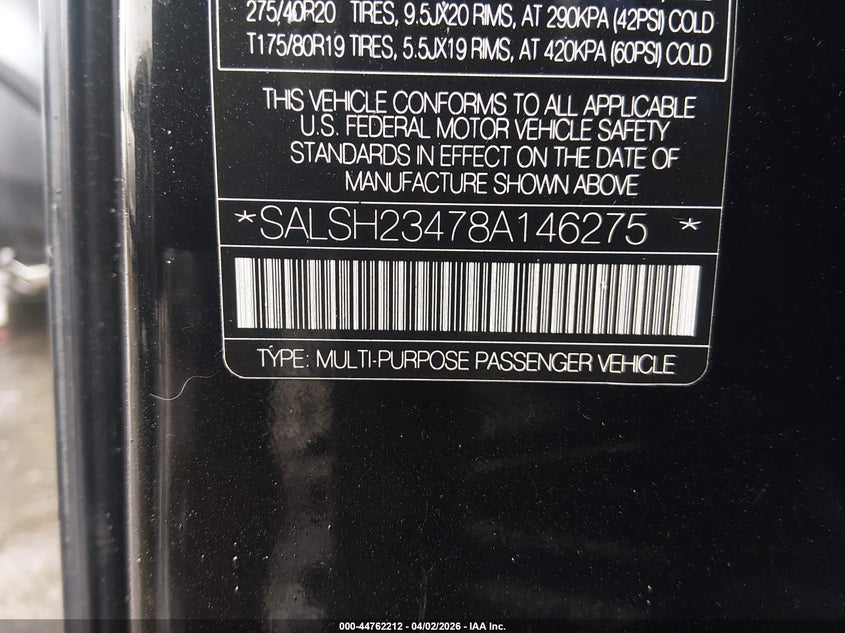 275/40R20 TIRES, 9.5JX20 RIMS, AT 290KPA (42PSI) COLD
T175/80R19 TIRES, 5.5JX19 RIMS, AT 420KPA (60PSI) COLD
THIS VEHICLE CONFORMS TO ALL APPLICABLE
U.S. FEDERAL MOTOR VEHICLE SAFETY
STANDARDS IN EFFECT ON THE DATE OF
MANUFACTURE SHOWN ABOVE
*SALSH23478A146275 *
TYPE: MULTI-PURPOSE PASSENGER VEHICLE
000-44762212 - 04/02/2026 - IAA Inc.